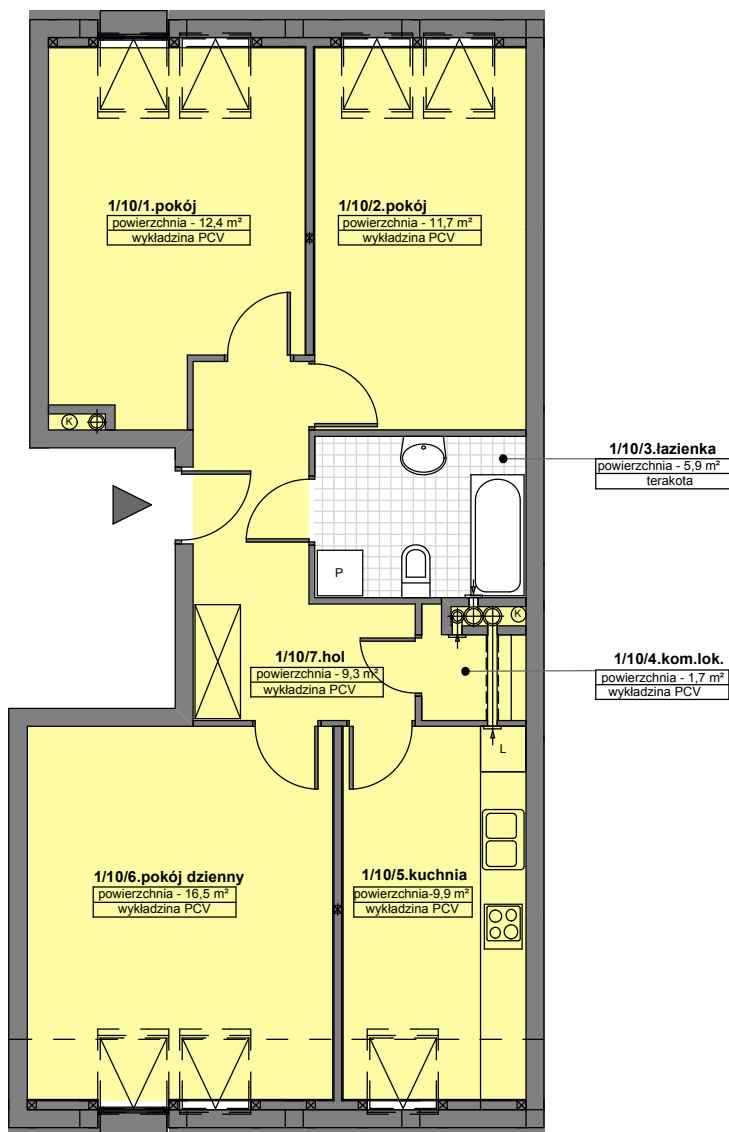 1/10/1.pokój
powierzchnia - 12,4 m²
wykładzina PCV
1/10/2.pokój
powierzchnia - 11,7 m²
wykładzina PCV
K
1/10/3.łazienka
powierzchnia - 5,9 m²
terakota
P
K
1/10/7.hol
powierzchnia - 9,3 m²
wykładzina PCV
1/10/4.kom.lok.
powierzchnia - 1,7 m²
wykładzina PCV
L
1/10/6.pokój dzienny
powierzchnia - 16,5 m²
wykładzina PCV
1/10/5.kuchnia
powierzchnia-9,9 m²
wykładzina PCV